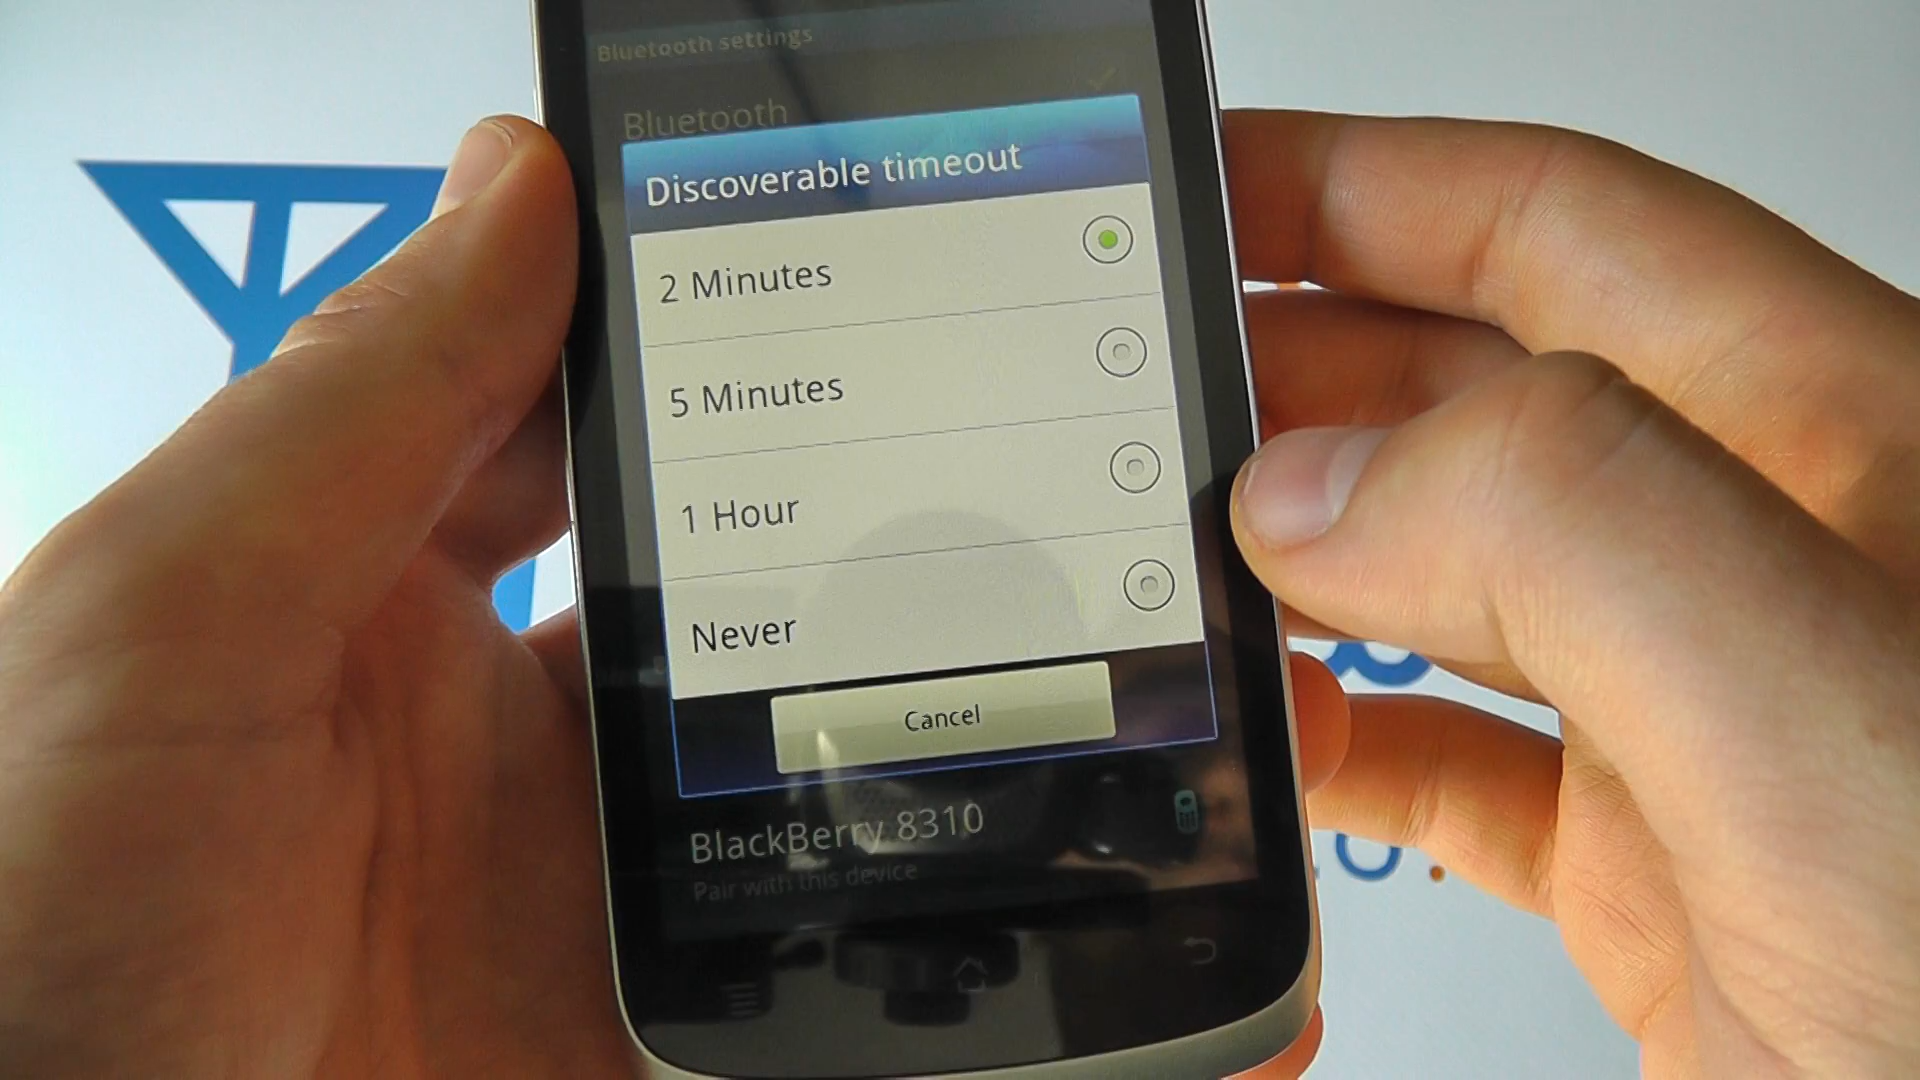 Bluetooth settings
Bluetooth
Discoverable timeout
2 Minutes
5 Minutes
1 Hour
Never
Cancel
BlackBerry 8310
Pair with this device